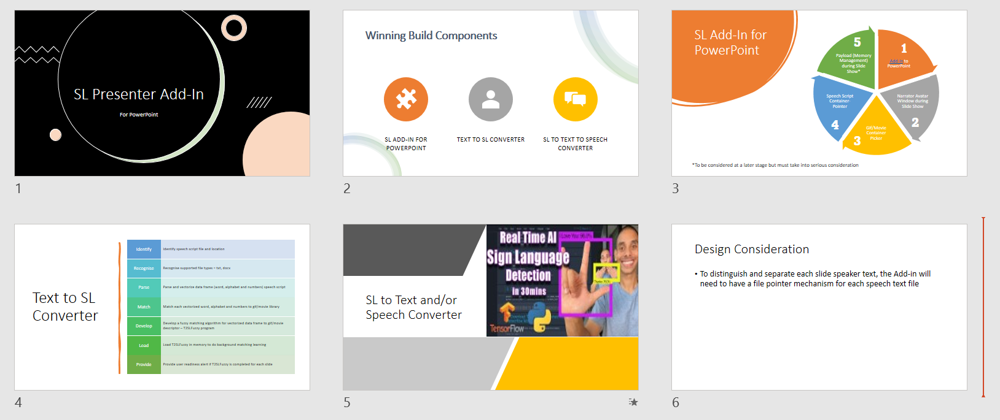 SL Presenter Add-In
For PowerPoint
1
Winning Build Components
SL ADD-IN FOR
POWERPOINT
TEXT TO SL CONVERTER
SL TO TEXT TO SPEECH
CONVERTER
2
SL Add-In for
PowerPoint
1
Add-In to
PowerPoint
Narrator Avatar
Window during
Slide Show
2
Gif/Movie
Container
Picker
3
Speech Script
Container-
Pointer
4
5
Payload (Memory
Management)
during Slide
Show*
*To be considered at a later stage but must take into serious consideration
3
Text to SL
Converter
Identify
Identify speech script file and location
Recognise
Recognise supported file types = txt, docx
Parse
Parse and vectorize data frame (word, alphabet and numbers) speech script
Match
Match each vectorized word, alphabet and numbers to gif/movie library
Develop
Develop a fuzzy matching algorithm for vectorized data frame to gif/movie
descriptor – T2SLFuzzy program
Load
Load T2SLFuzzy in memory to do background matching learning
Provide
Provide user readiness alert if T2SLFuzzy is completed for each slide
4
SL to Text and/or
Speech Converter
Real Time AI
Sign Language
Detection
in 30mins
I Love You
TensorFlow
5
Design Consideration
• To distinguish and separate each slide speaker text, the Add-in will
need to have a file pointer mechanism for each speech text file
6